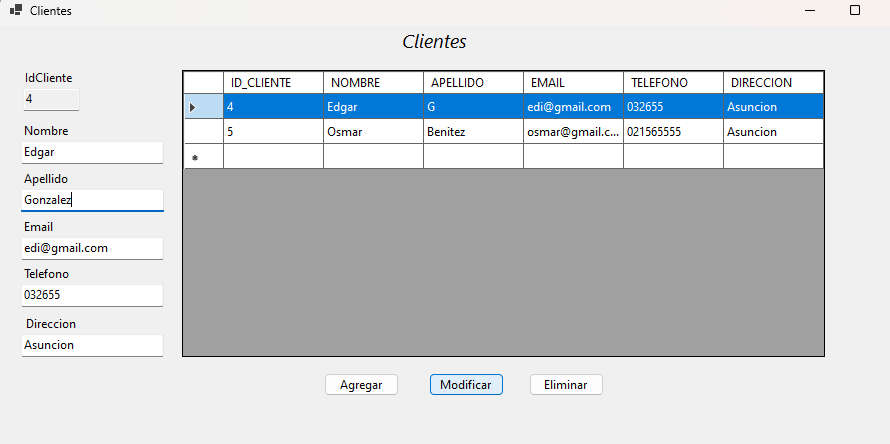 Clientes
Clientes
IdCliente
4
Nombre
Edgar
Apellido
Gonzalez
Email
edi@gmail.com
Telefono
032655
Direccion
Asuncion
ID_CLIENTE NOMBRE APELLIDO EMAIL TELEFONO DIRECCION
4 Edgar G edi@gmail.com 032655 Asuncion
5 Osmar Benitez osmar@gmail.c... 021565555 Asuncion
Agregar Modificar Eliminar